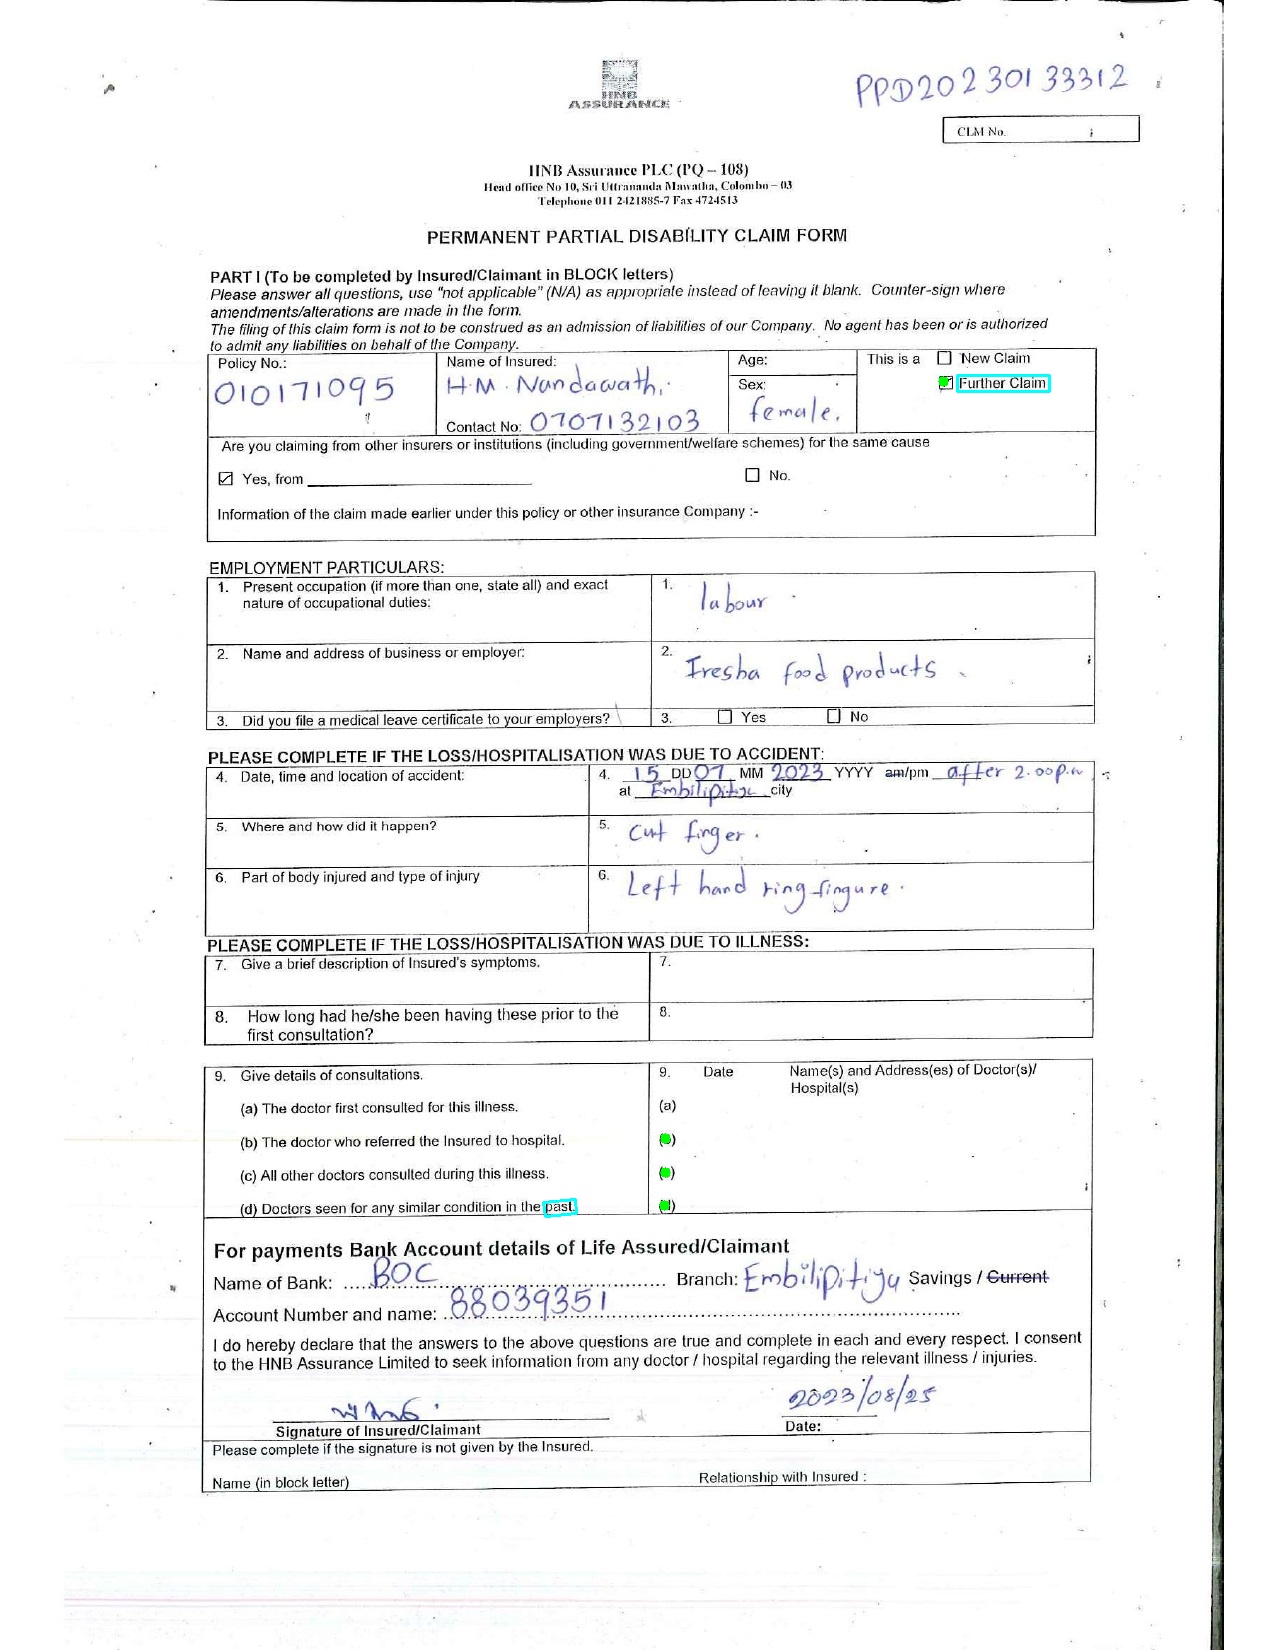 HNB
ASSURANCE
PPD20230133312
CLM No.
HNB Assurance PLC (PQ – 108)
Head office No 10, Sri Uttrananda Mawatha, Colombo – 03
Telephone 011 2421885-7 Fax 4724513
PERMANENT PARTIAL DISABILITY CLAIM FORM
PART I (To be completed by Insured/Claimant in BLOCK letters)
Please answer all questions, use "not applicable" (N/A) as appropriate instead of leaving it blank. Counter-sign where
amendments/alterations are made in the form.
The filing of this claim form is not to be construed as an admission of liabilities of our Company. No agent has been or is authorized
to admit any liabilities on behalf of the Company.
Policy No.: Name of Insured: Age: This is a New Claim
010171095 H.M. Nandawath. Sex: Further Claim
Contact No: 0707132103 female.
Are you claiming from other insurers or institutions (including government/welfare schemes) for the same cause
Yes, from No.
Information of the claim made earlier under this policy or other insurance Company :-
EMPLOYMENT PARTICULARS:
1. Present occupation (if more than one, state all) and exact 1. labour
nature of occupational duties:
2. Name and address of business or employer: 2. Iresha food products
3. Did you file a medical leave certificate to your employers? 3. Yes No
PLEASE COMPLETE IF THE LOSS/HOSPITALISATION WAS DUE TO ACCIDENT:
4. Date, time and location of accident: 4. 15 DD 07 MM 2023 YYYY am/pm after 2.00p.m
at Embilipitya city
5. Where and how did it happen? 5. Cut finger.
6. Part of body injured and type of injury 6. Left hand ring fingure.
PLEASE COMPLETE IF THE LOSS/HOSPITALISATION WAS DUE TO ILLNESS:
7. Give a brief description of Insured's symptoms. 7.
8. How long had he/she been having these prior to the 8.
first consultation?
9. Give details of consultations. 9. Date Name(s) and Address(es) of Doctor(s)/
Hospital(s)
(a) The doctor first consulted for this illness. (a)
(b) The doctor who referred the Insured to hospital.
(c) All other doctors consulted during this illness.
(d) Doctors seen for any similar condition in the past.
For payments Bank Account details of Life Assured/Claimant
Name of Bank: BOC Branch: Embilipitiya Savings / Current
Account Number and name: 88039351
I do hereby declare that the answers to the above questions are true and complete in each and every respect. I consent
to the HNB Assurance Limited to seek information from any doctor / hospital regarding the relevant illness / injuries.
2023/08/25
Signature of Insured/Claimant Date:
Please complete if the signature is not given by the Insured.
Name (in block letter) Relationship with Insured :